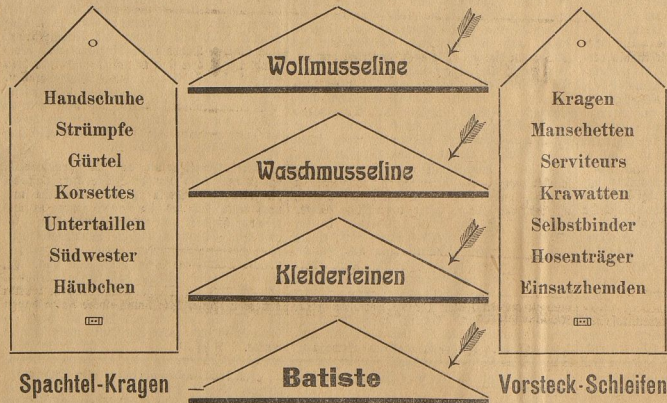 Handschuhe
Strümpfe
Gürtel
Korsettes
Untertaillen
Südwester
Häubchen
Spachtel-Kragen
Wollmusseline
Waschmusseline
Kleiderleinen
Batiste
Kragen
Manschetten
Serviteurs
Krawatten
Selbstbinder
Hosenträger
Einsatzhemden
Vorsteck-Schleifen